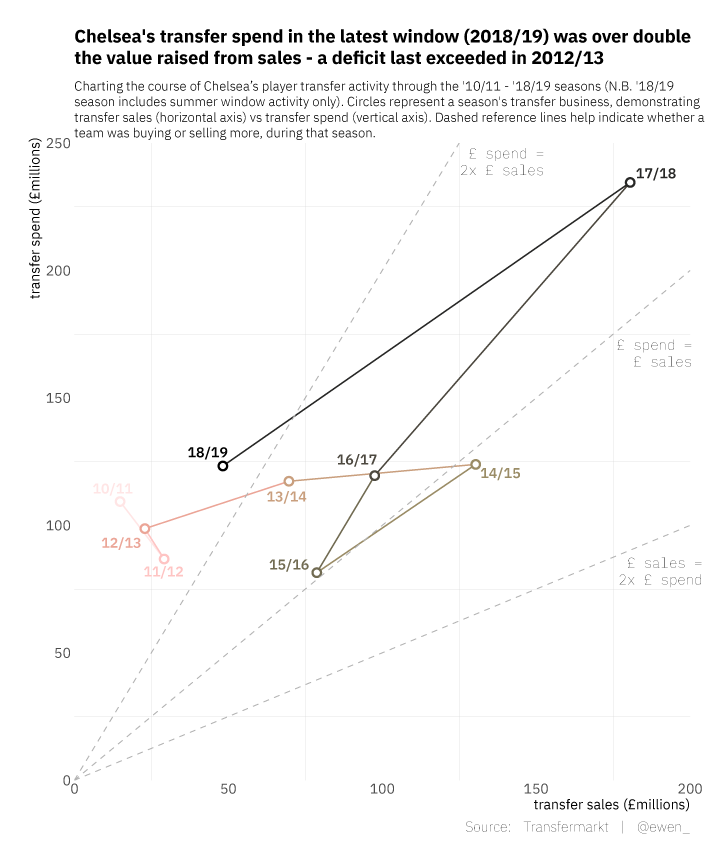 Chelsea's transfer spend in the latest window (2018/19) was over double
the value raised from sales - a deficit last exceeded in 2012/13
Charting the course of Chelsea's player transfer activity through the '10/11 - '18/19 seasons (N.B. '18/19
season includes summer window activity only). Circles represent a season's transfer business, demonstrating
transfer sales (horizontal axis) vs transfer spend (vertical axis). Dashed reference lines help indicate whether a
team was buying or selling more, during that season.
transfer spend (£millions)
250
£ spend =
2x £ sales
17/18
200
£ spend =
£ sales
150
18/19
16/17
14/15
10/11
13/14
100
12/13
11/12
15/16
£ sales =
2x £ spend
50
0
0
50
100
150
200
transfer sales (£millions)
Source: Transfermarkt | @ewen_